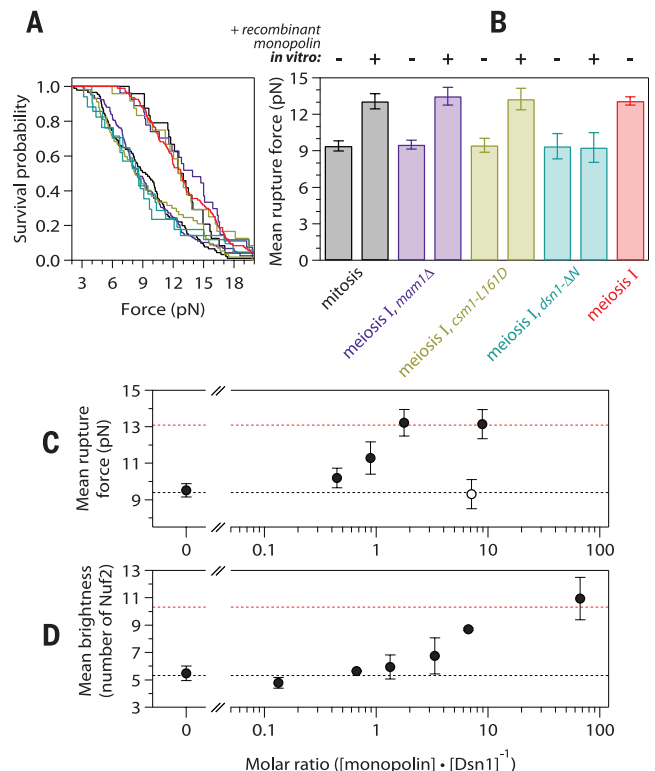 A
B
+ recombinant
monopolin
in vitro:
- + - + - + - + -
Survival probability
1.0
0.8
0.6
0.4
0.2
0.0
3 6 9 12 15 18
Force (pN)
Mean rupture force (pN)
15
12
9
6
3
0
mitosis
meiosis I, mam1Δ
meiosis I, csm1-L161D
meiosis I, dsn1-ΔN
meiosis I
C
Mean rupture
force (pN)
15
13
11
9
0 0.1 1 10 100
D
Mean brightness
(number of Nuf2)
13
11
9
7
5
3
0 0.1 1 10 100
Molar ratio ([monopolin] • [Dsn1]⁻¹)